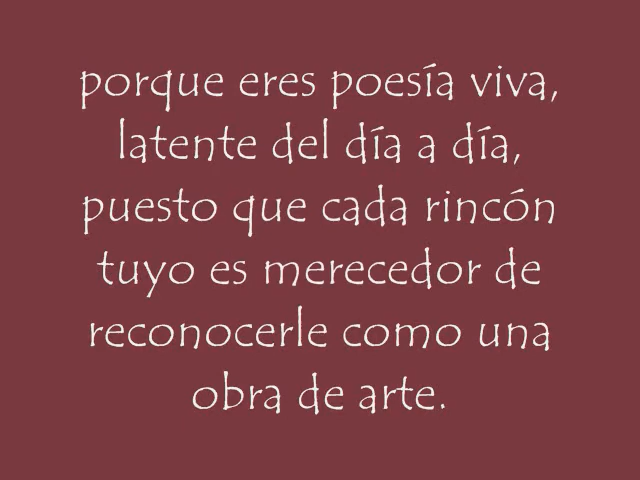 porque eres poesía viva,
latente del día a día,
puesto que cada rincón
tuyo es merecedor de
reconocerle como una
obra de arte.